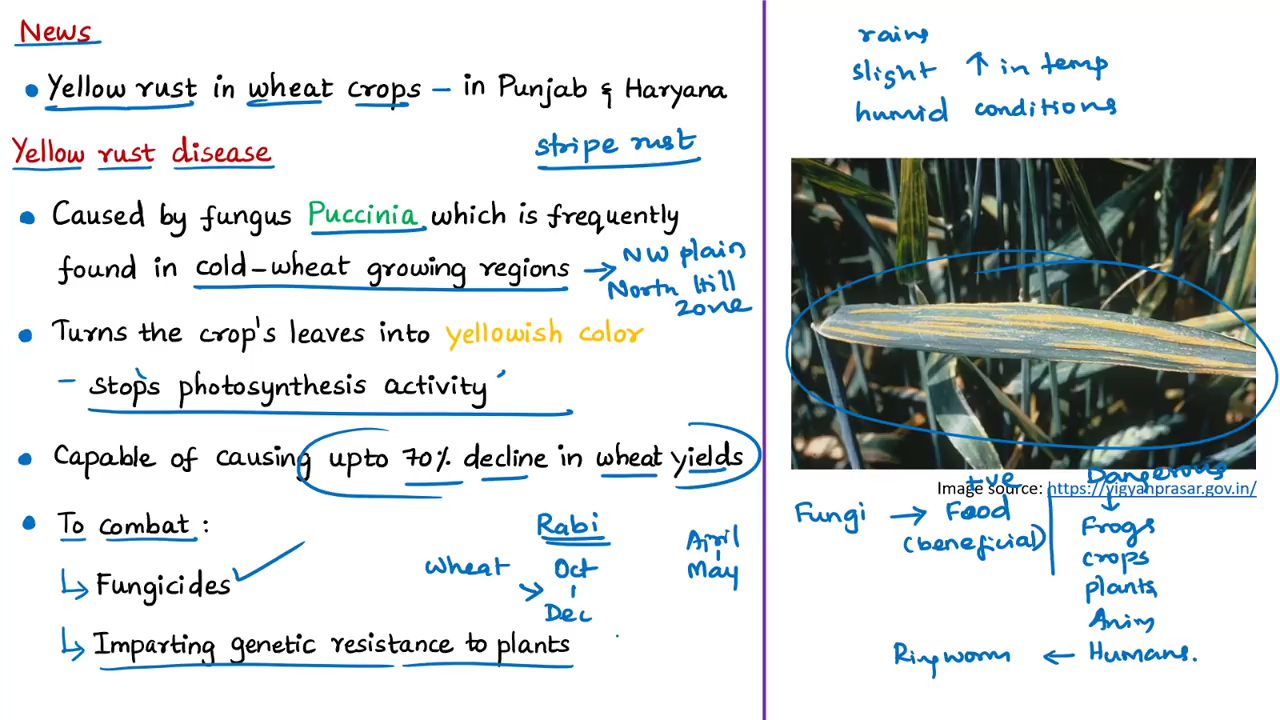 News
• Yellow rust in wheat crops – in Punjab & Haryana
Yellow rust disease
stripe rust
• Caused by fungus Puccinia which is frequently
found in cold-wheat growing regions → NW plain
North Hill
zone
• Turns the crop's leaves into yellowish color
– stops photosynthesis activity
• Capable of causing upto 70% decline in wheat yields
• To combat :
↳ Fungicides ✓
Rabi
wheat → Oct
Dec
April
May
↳ Imparting genetic resistance to plants
rains
slight ↑ in temp
humid conditions
Image source: https://vigyanprasar.gov.in/
+ve
Fungi → Food
(beneficial)
Dangerous
↓
Frogs
crops
plants
Anim
Ringworm ← Humans.